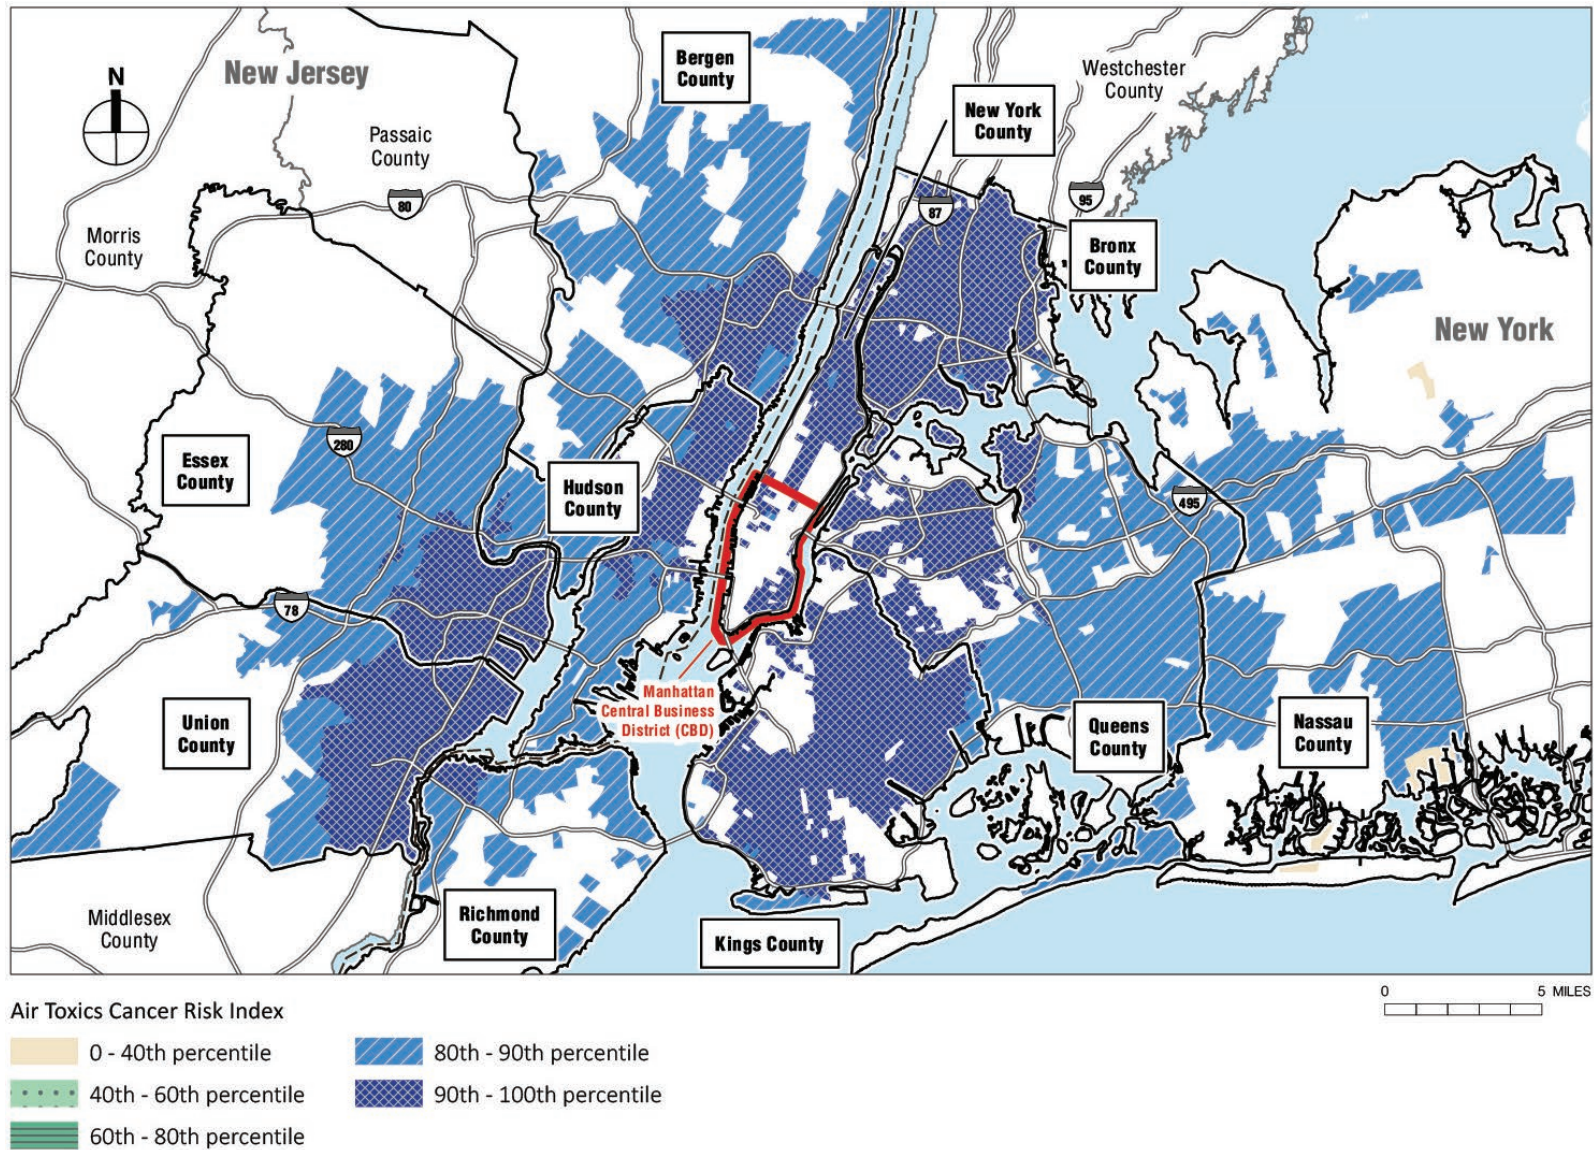 N
New Jersey
Bergen
County
Westchester
County
New York
County
Passaic
County
80
87
95
Morris
County
Bronx
County
New York
Essex
County
280
Hudson
County
495
78
Manhattan
Central Business
District (CBD)
Union
County
Queens
County
Nassau
County
Middlesex
County
Richmond
County
Kings County
0 5 MILES
Air Toxics Cancer Risk Index
0 - 40th percentile
40th - 60th percentile
60th - 80th percentile
80th - 90th percentile
90th - 100th percentile